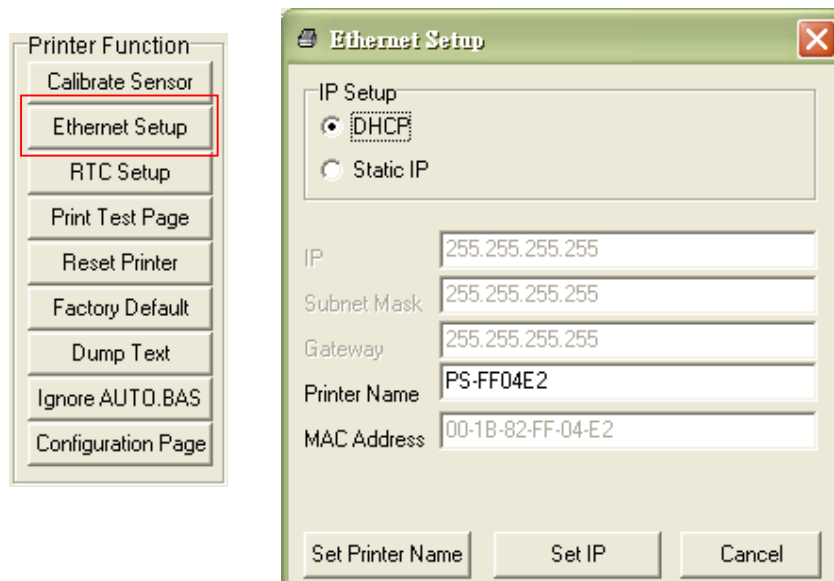 Printer Function
Calibrate Sensor
Ethernet Setup
RTC Setup
Print Test Page
Reset Printer
Factory Default
Dump Text
Ignore AUTO.BAS
Configuration Page
Ethernet Setup
IP Setup
DHCP
Static IP
IP 255.255.255.255
Subnet Mask 255.255.255.255
Gateway 255.255.255.255
Printer Name PS-FF04E2
MAC Address 00-1B-82-FF-04-E2
Set Printer Name Set IP Cancel